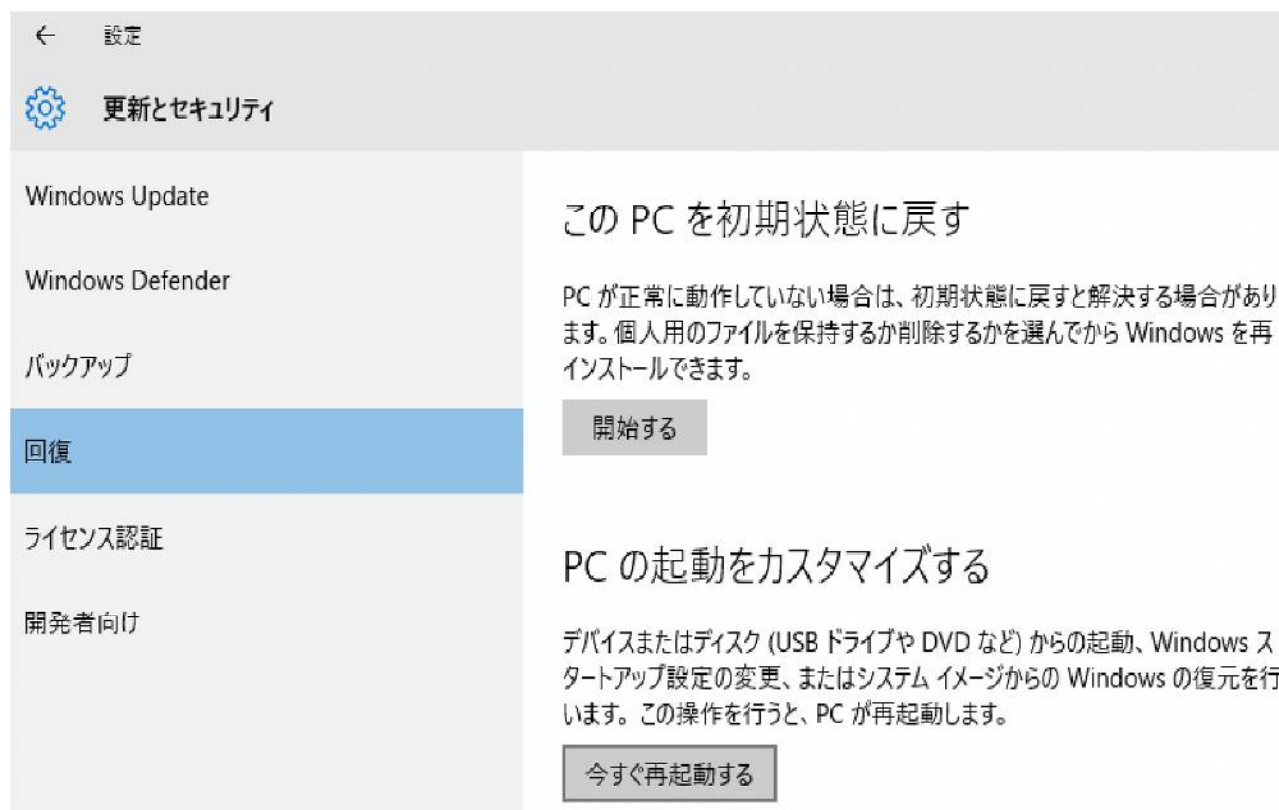 ← 設定
更新とセキュリティ
Windows Update
Windows Defender
バックアップ
回復
ライセンス認証
開発者向け
この PC を初期状態に戻す
PC が正常に動作していない場合は、初期状態に戻すと解決する場合があり
ます。個人用のファイルを保持するか削除するかを選んでから Windows を再
インストールできます。
開始する
PC の起動をカスタマイズする
デバイスまたはディスク (USB ドライブや DVD など) からの起動、Windows ス
タートアップ設定の変更、またはシステム イメージからの Windows の復元を行
います。この操作を行うと、PC が再起動します。
今すぐ再起動する